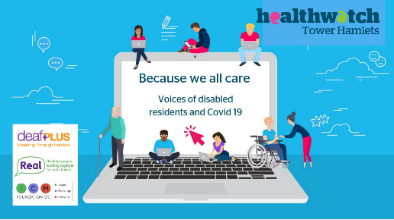 healthwatch
Tower Hamlets
Because we all care
Voices of disabled
residents and Covid 19
deafPLUS
Real